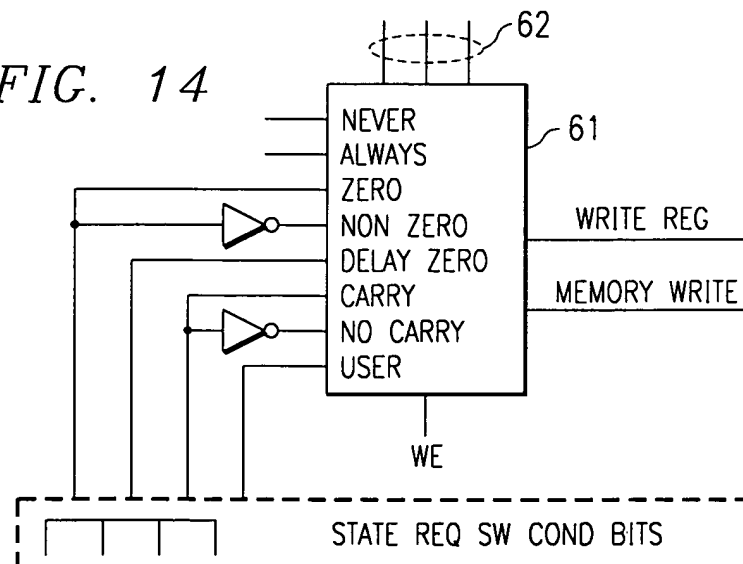 62
FIG. 14
61
NEVER
ALWAYS
ZERO
NON ZERO
DELAY ZERO
CARRY
NO CARRY
USER
WRITE REG
MEMORY WRITE
WE
STATE REQ SW COND BITS